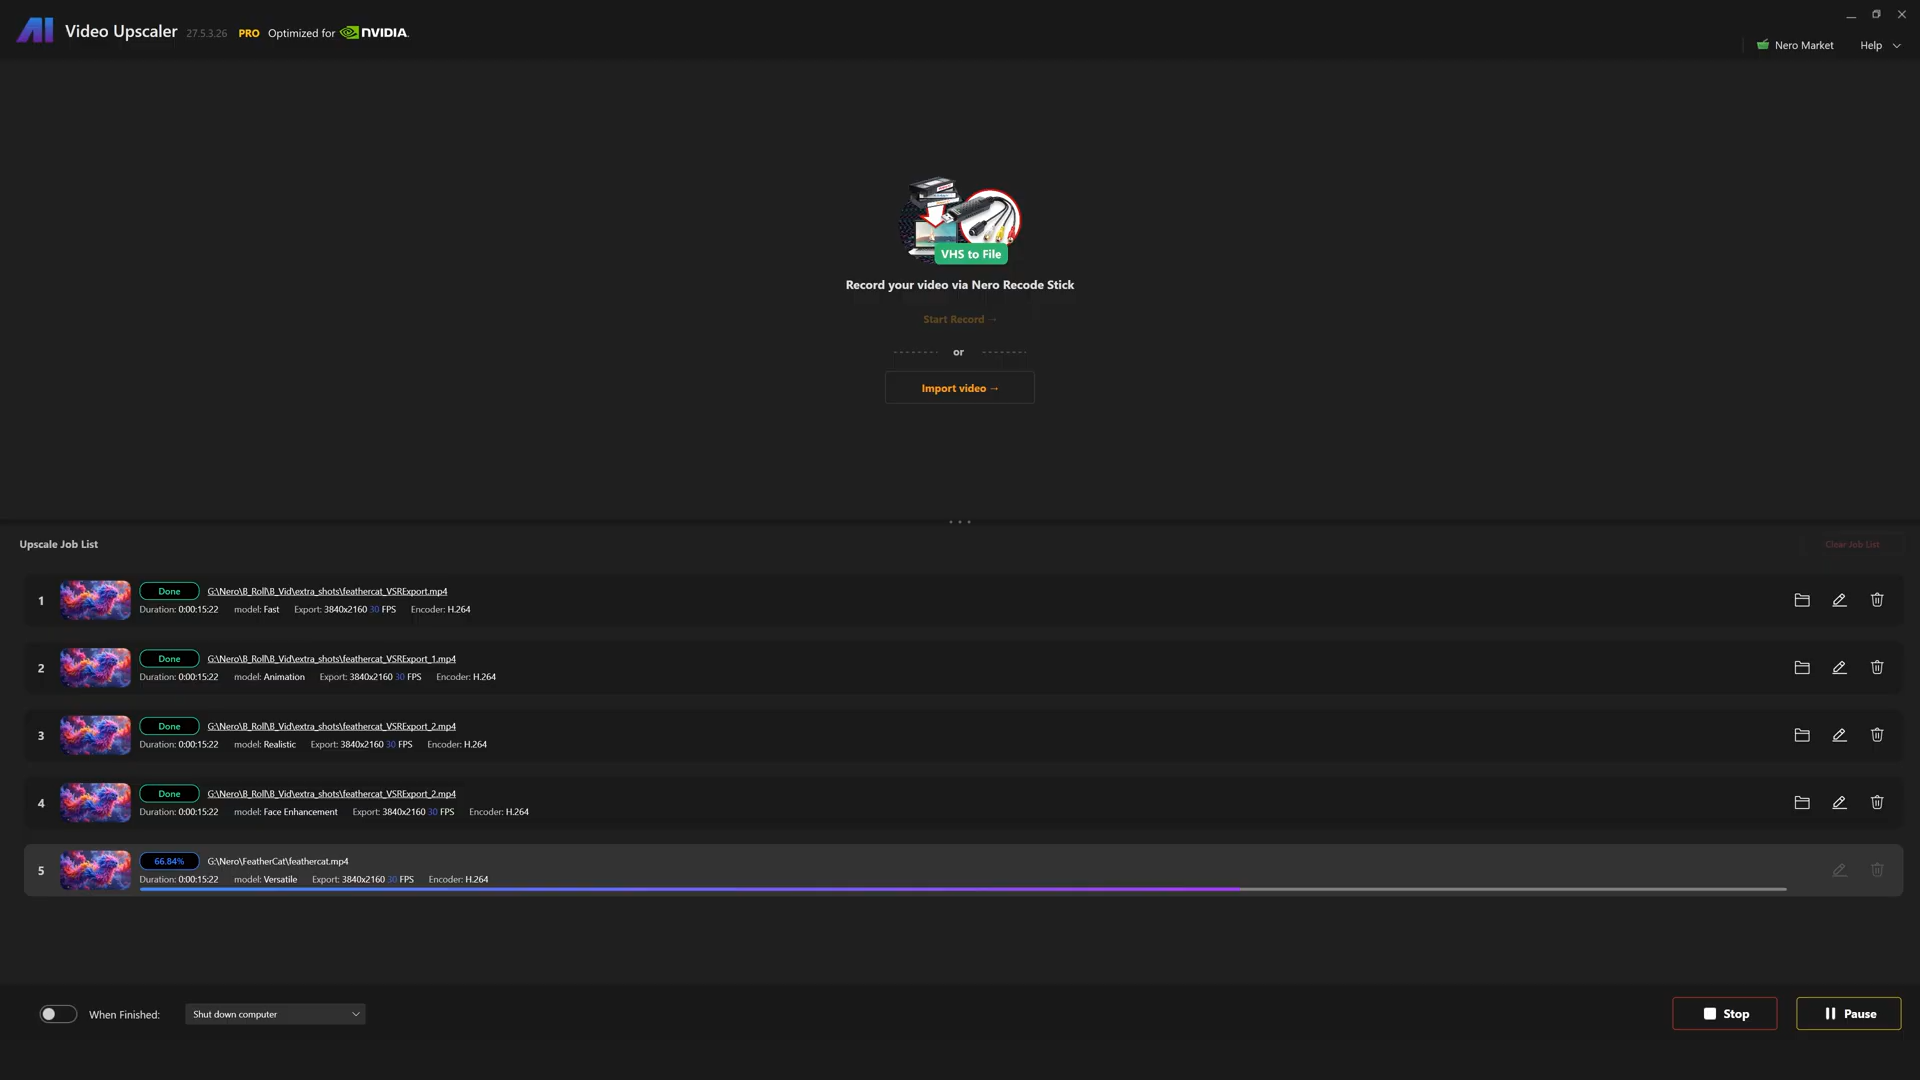 AI Video Upscaler 27.5.3.26 PRO Optimized for NVIDIA.
Nero Market Help
VHS to File
Record your video via Nero Recode Stick
Start Record →
or
Import video →
Upscale Job List
Clear Job List
1
Done G:\Nero\B_Roll\B_Vid\extra_shots\feathercat_VSRExport.mp4
Duration: 0:00:15:22 model: Fast Export: 3840x2160 30 FPS Encoder: H.264
2
Done G:\Nero\B_Roll\B_Vid\extra_shots\feathercat_VSRExport_1.mp4
Duration: 0:00:15:22 model: Animation Export: 3840x2160 30 FPS Encoder: H.264
3
Done G:\Nero\B_Roll\B_Vid\extra_shots\feathercat_VSRExport_2.mp4
Duration: 0:00:15:22 model: Realistic Export: 3840x2160 30 FPS Encoder: H.264
4
Done G:\Nero\B_Roll\B_Vid\extra_shots\feathercat_VSRExport_2.mp4
Duration: 0:00:15:22 model: Face Enhancement Export: 3840x2160 30 FPS Encoder: H.264
5
66.84% G:\Nero\FeatherCat\feathercat.mp4
Duration: 0:00:15:22 model: Versatile Export: 3840x2160 30 FPS Encoder: H.264
When Finished: Shut down computer
Stop Pause